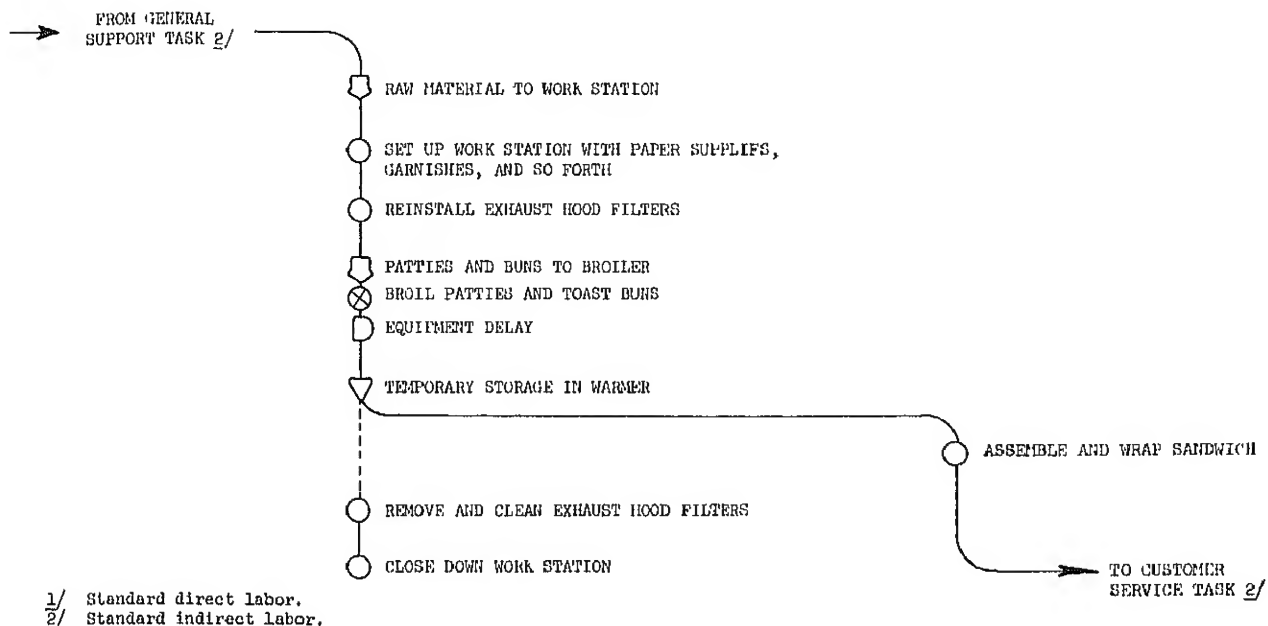 FROM GENERAL
SUPPORT TASK 2/
RAW MATERIAL TO WORK STATION
SET UP WORK STATION WITH PAPER SUPPLIFS,
GARNISHES, AND SO FORTH
REINSTALL EXHAUST HOOD FILTERS
PATTIES AND BUNS TO BROILER
BROIL PATTIES AND TOAST BUNS
EQUIPMENT DELAY
TEMPORARY STORAGE IN WARMER
ASSEMBLE AND WRAP SANDWICH
REMOVE AND CLEAN EXHAUST HOOD FILTERS
CLOSE DOWN WORK STATION
TO CUSTOMER
SERVICE TASK 2/
1/ Standard direct labor.
2/ Standard indirect labor.